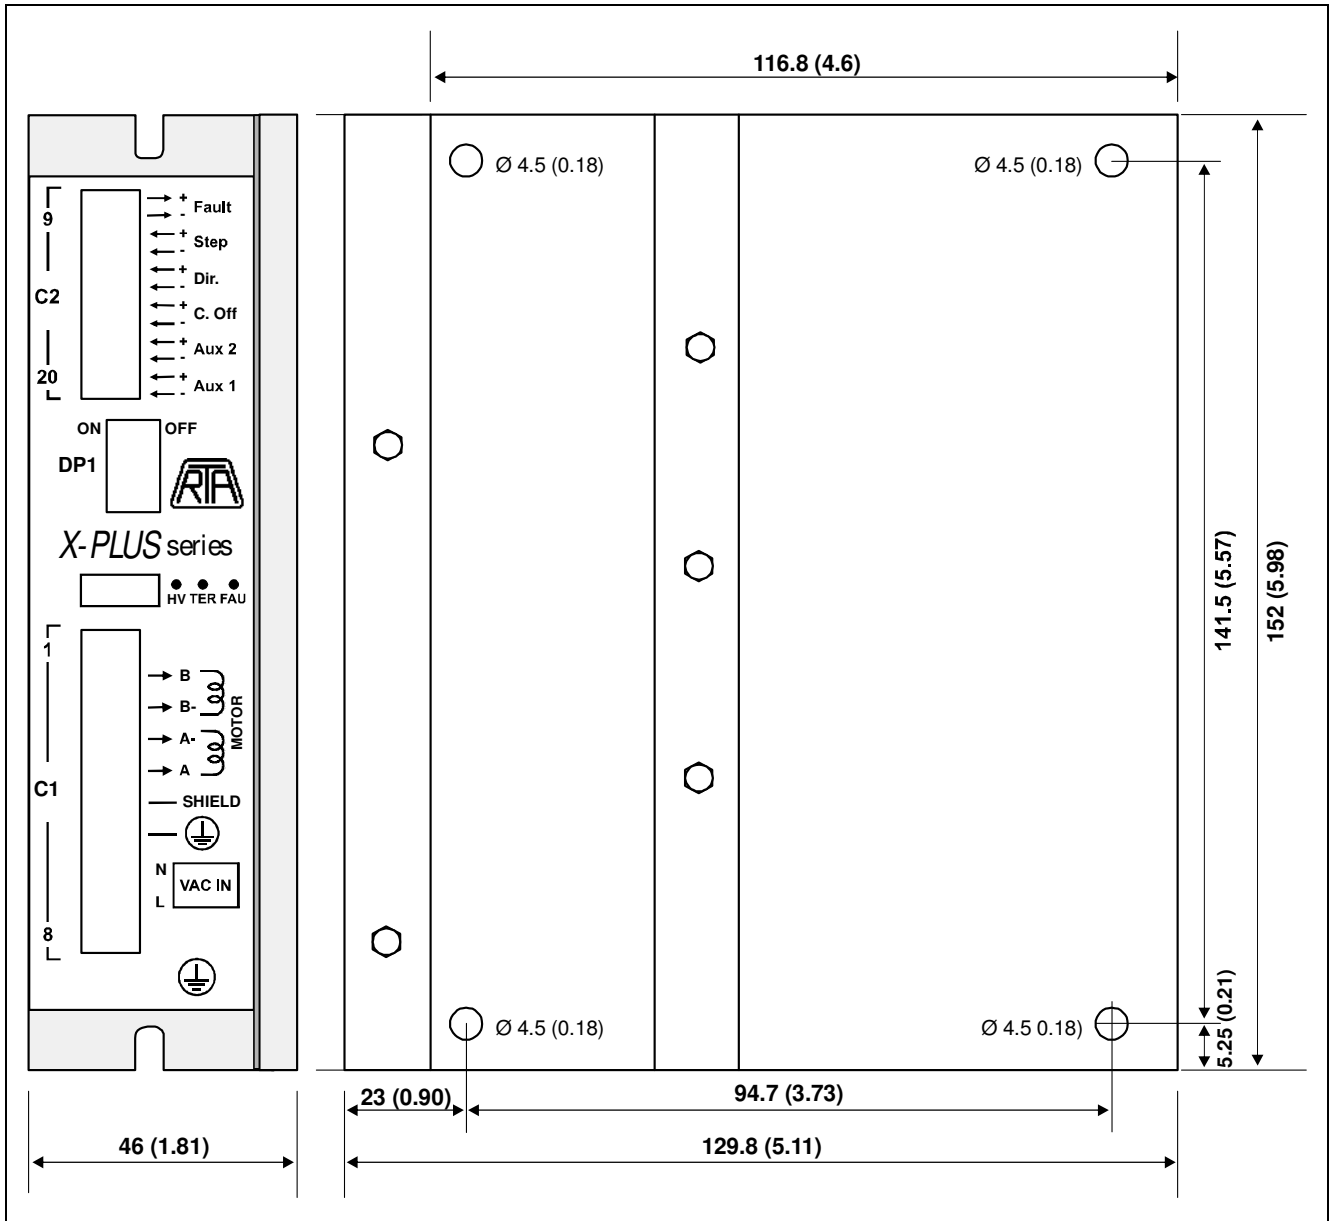 116.8 (4.6)
Ø 4.5 (0.18)
Ø 4.5 (0.18)
9
C2
20
+
-
Fault
+
-
Step
+
-
Dir.
+
-
C. Off
+
-
Aux 2
+
-
Aux 1
ON
OFF
DP1
RTA
X-PLUS series
HV TER FAU
1
C1
8
B
B-
A-
A
MOTOR
SHIELD
N
L
VAC IN
141.5 (5.57)
152 (5.98)
5.25 (0.21)
Ø 4.5 (0.18)
Ø 4.5 0.18)
23 (0.90)
94.7 (3.73)
46 (1.81)
129.8 (5.11)